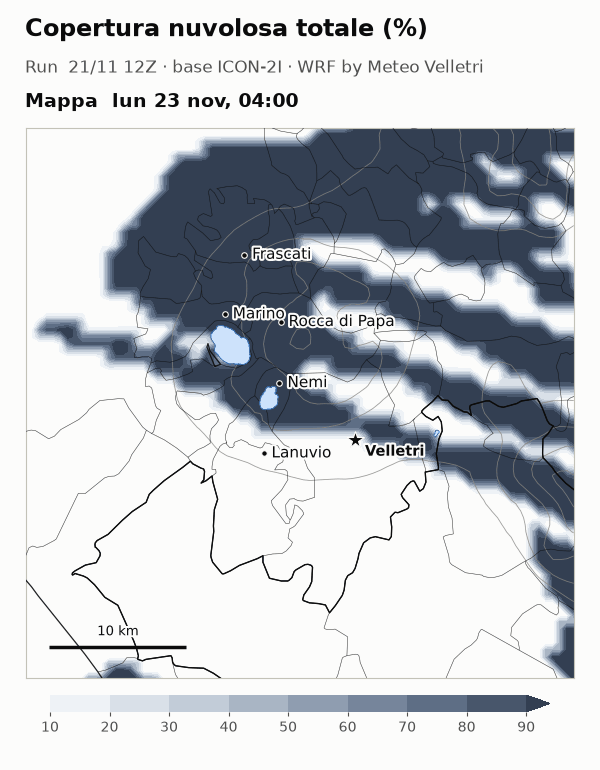 Copertura nuvolosa totale (%)
Run  21/11 12Z · base ICON-2I · WRF by Meteo Velletri
Mappa  lun 23 nov, 04:00
Frascati
Marino
Rocca di Papa
Nemi
Velletri
Lanuvio
10 km
10 20 30 40 50 60 70 80 90